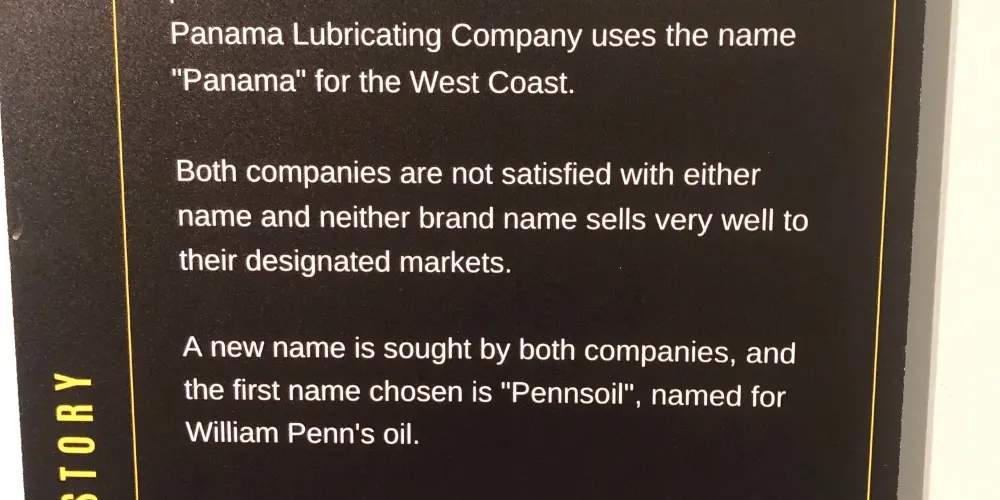 Panama Lubricating Company uses the name
"Panama" for the West Coast.
Both companies are not satisfied with either
name and neither brand name sells very well to
their designated markets.
A new name is sought by both companies, and
the first name chosen is "Pennsoil", named for
William Penn's oil.
STORY